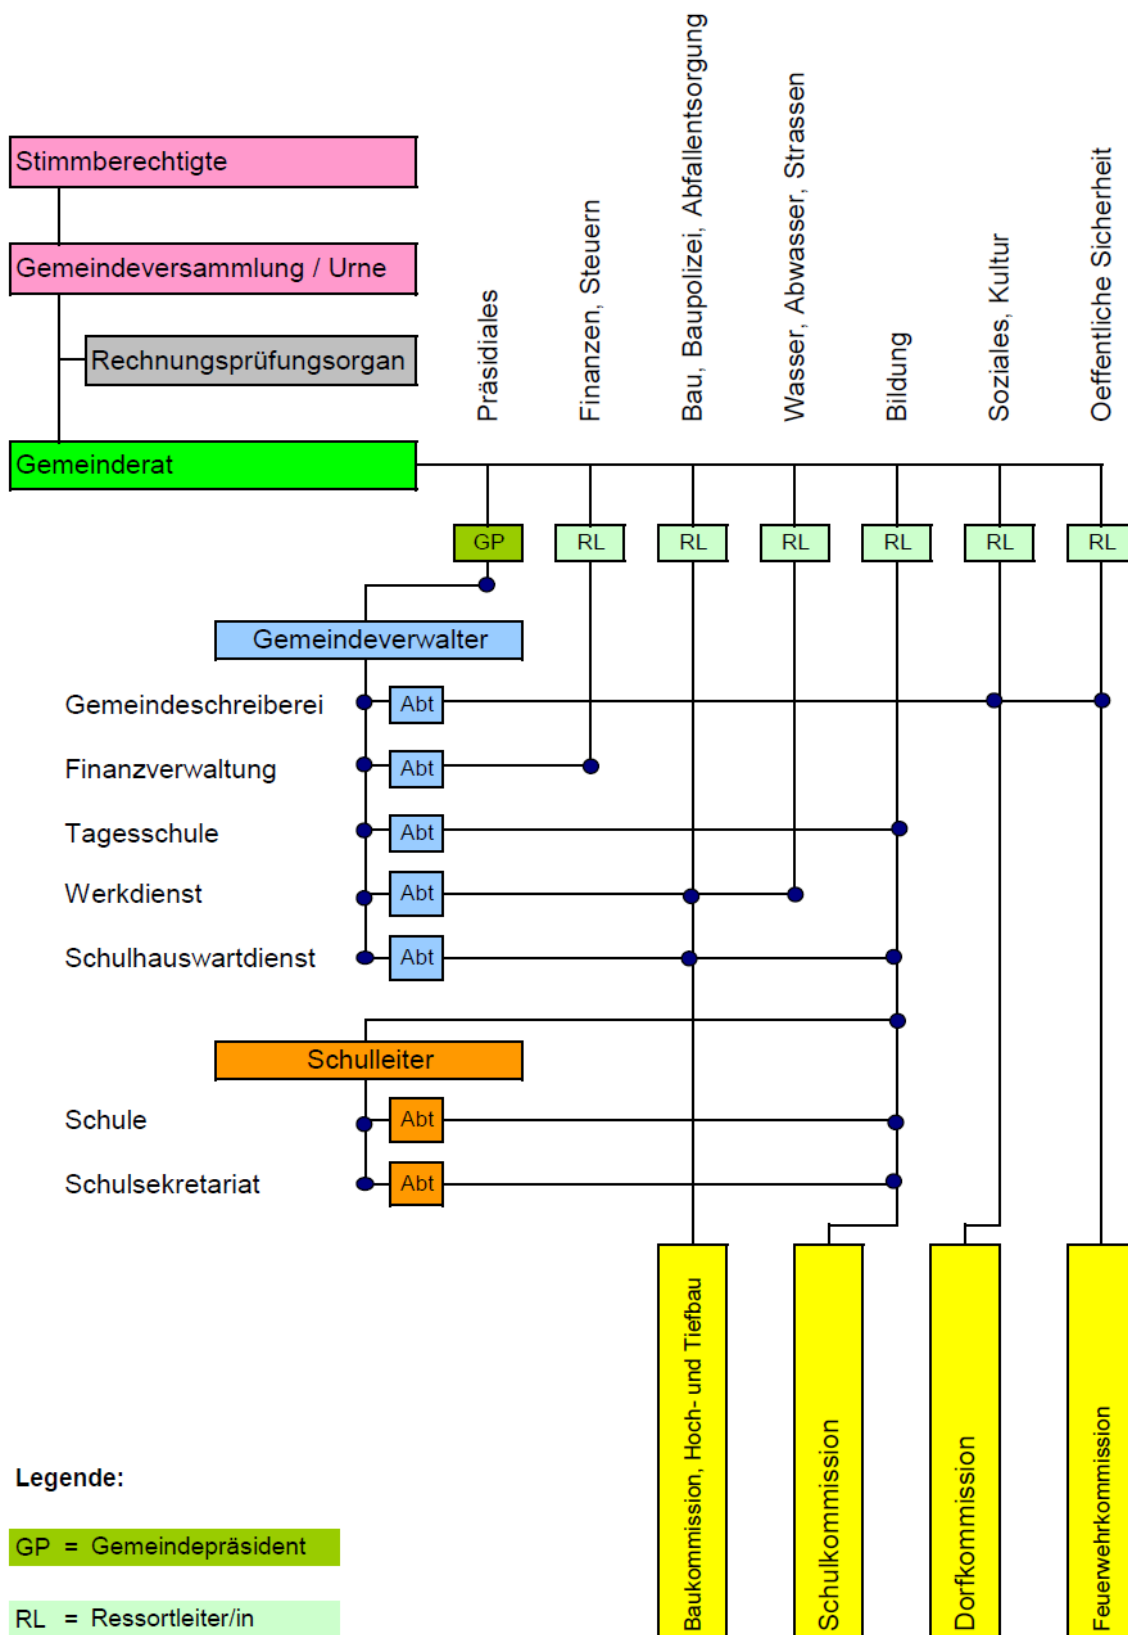 Stimmberechtigte
Gemeindeversammlung / Urne
Rechnungsprüfungsorgan
Gemeinderat
Präsidiales
Finanzen, Steuern
Bau, Baupolizei, Abfallentsorgung
Wasser, Abwasser, Strassen
Bildung
Soziales, Kultur
Oeffentliche Sicherheit
GP
RL
RL
RL
RL
RL
RL
Gemeindeverwalter
Gemeindeschreiberei
Abt
Finanzverwaltung
Abt
Tagesschule
Abt
Werkdienst
Abt
Schulhauswartdienst
Abt
Schulleiter
Schule
Abt
Schulsekretariat
Abt
Baukommission, Hoch- und Tiefbau
Schulkommission
Dorfkommission
Feuerwehrkommission
Legende:
GP = Gemeindepräsident
RL = Ressortleiter/in